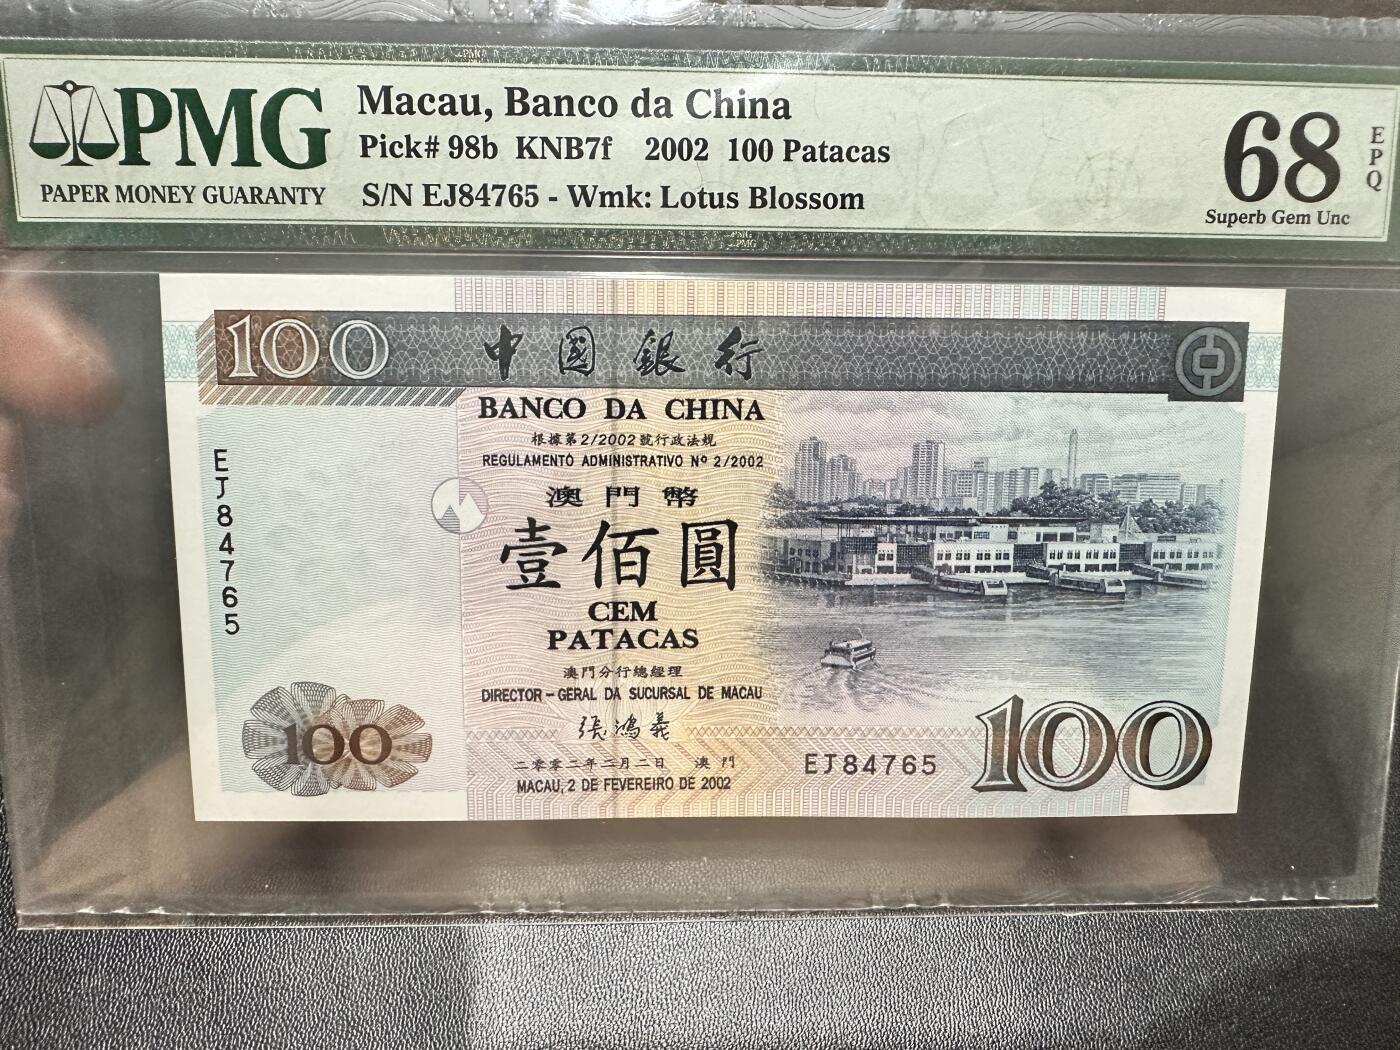 PMG
PAPER MONEY GUARANTY
Macau, Banco da China
Pick# 98b KNB7f 2002 100 Patacas
S/N EJ84765 - Wmk: Lotus Blossom
68
EPQ
Superb Gem Unc
100
中國銀行
BANCO DA CHINA
根據第2/2002號行政法規
REGULAMENTO ADMINISTRATIVO Nº 2/2002
澳門幣
壹佰圓
CEM
PATACAS
澳門分行總經理
DIRECTOR-GERAL DA SUCURSAL DE MACAU
張鴻義
二零零二年二月二日 澳門
MACAU, 2 DE FEVEREIRO DE 2002
EJ84765
100
EJ84765
100